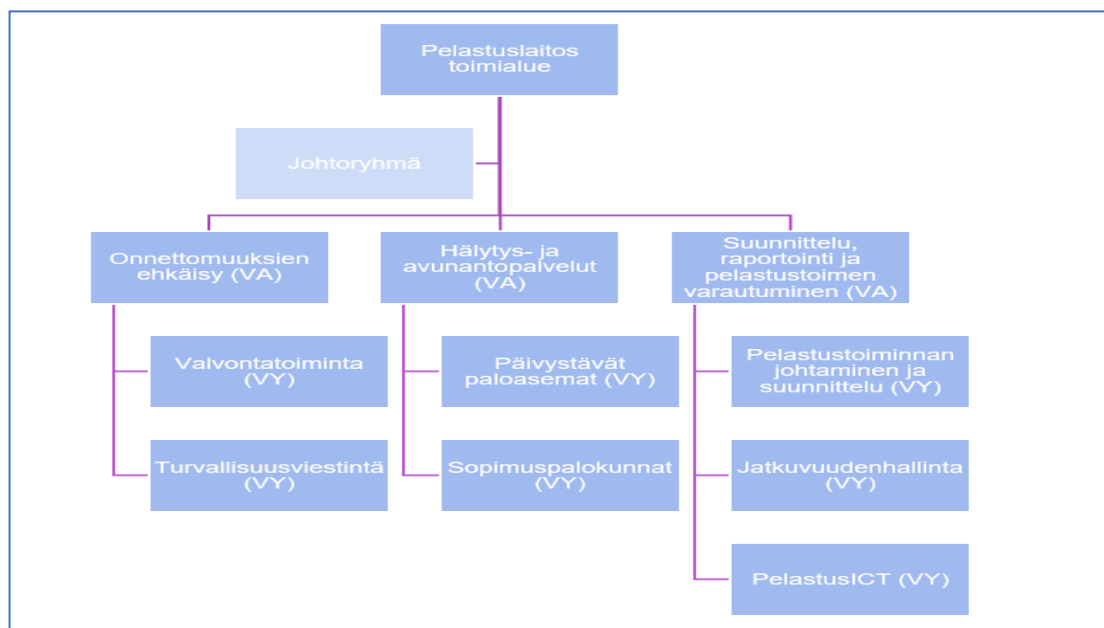 Pelastuslaitos
toimialue
Johtoryhmä
Onnettomuuksien
ehkäisy (VA)
Hälytys- ja
avunantopalvelut
(VA)
Suunnittelu,
raportointi ja
pelastustoimen
varautuminen (VA)
Valvontatoiminta
(VY)
Päivystävät
paloasemat (VY)
Pelastustoiminnan
johtaminen ja
suunnittelu (VY)
Turvallisuusviestintä
(VY)
Sopimuspalokunnat
(VY)
Jatkuvuudenhallinta
(VY)
PelastusICT (VY)